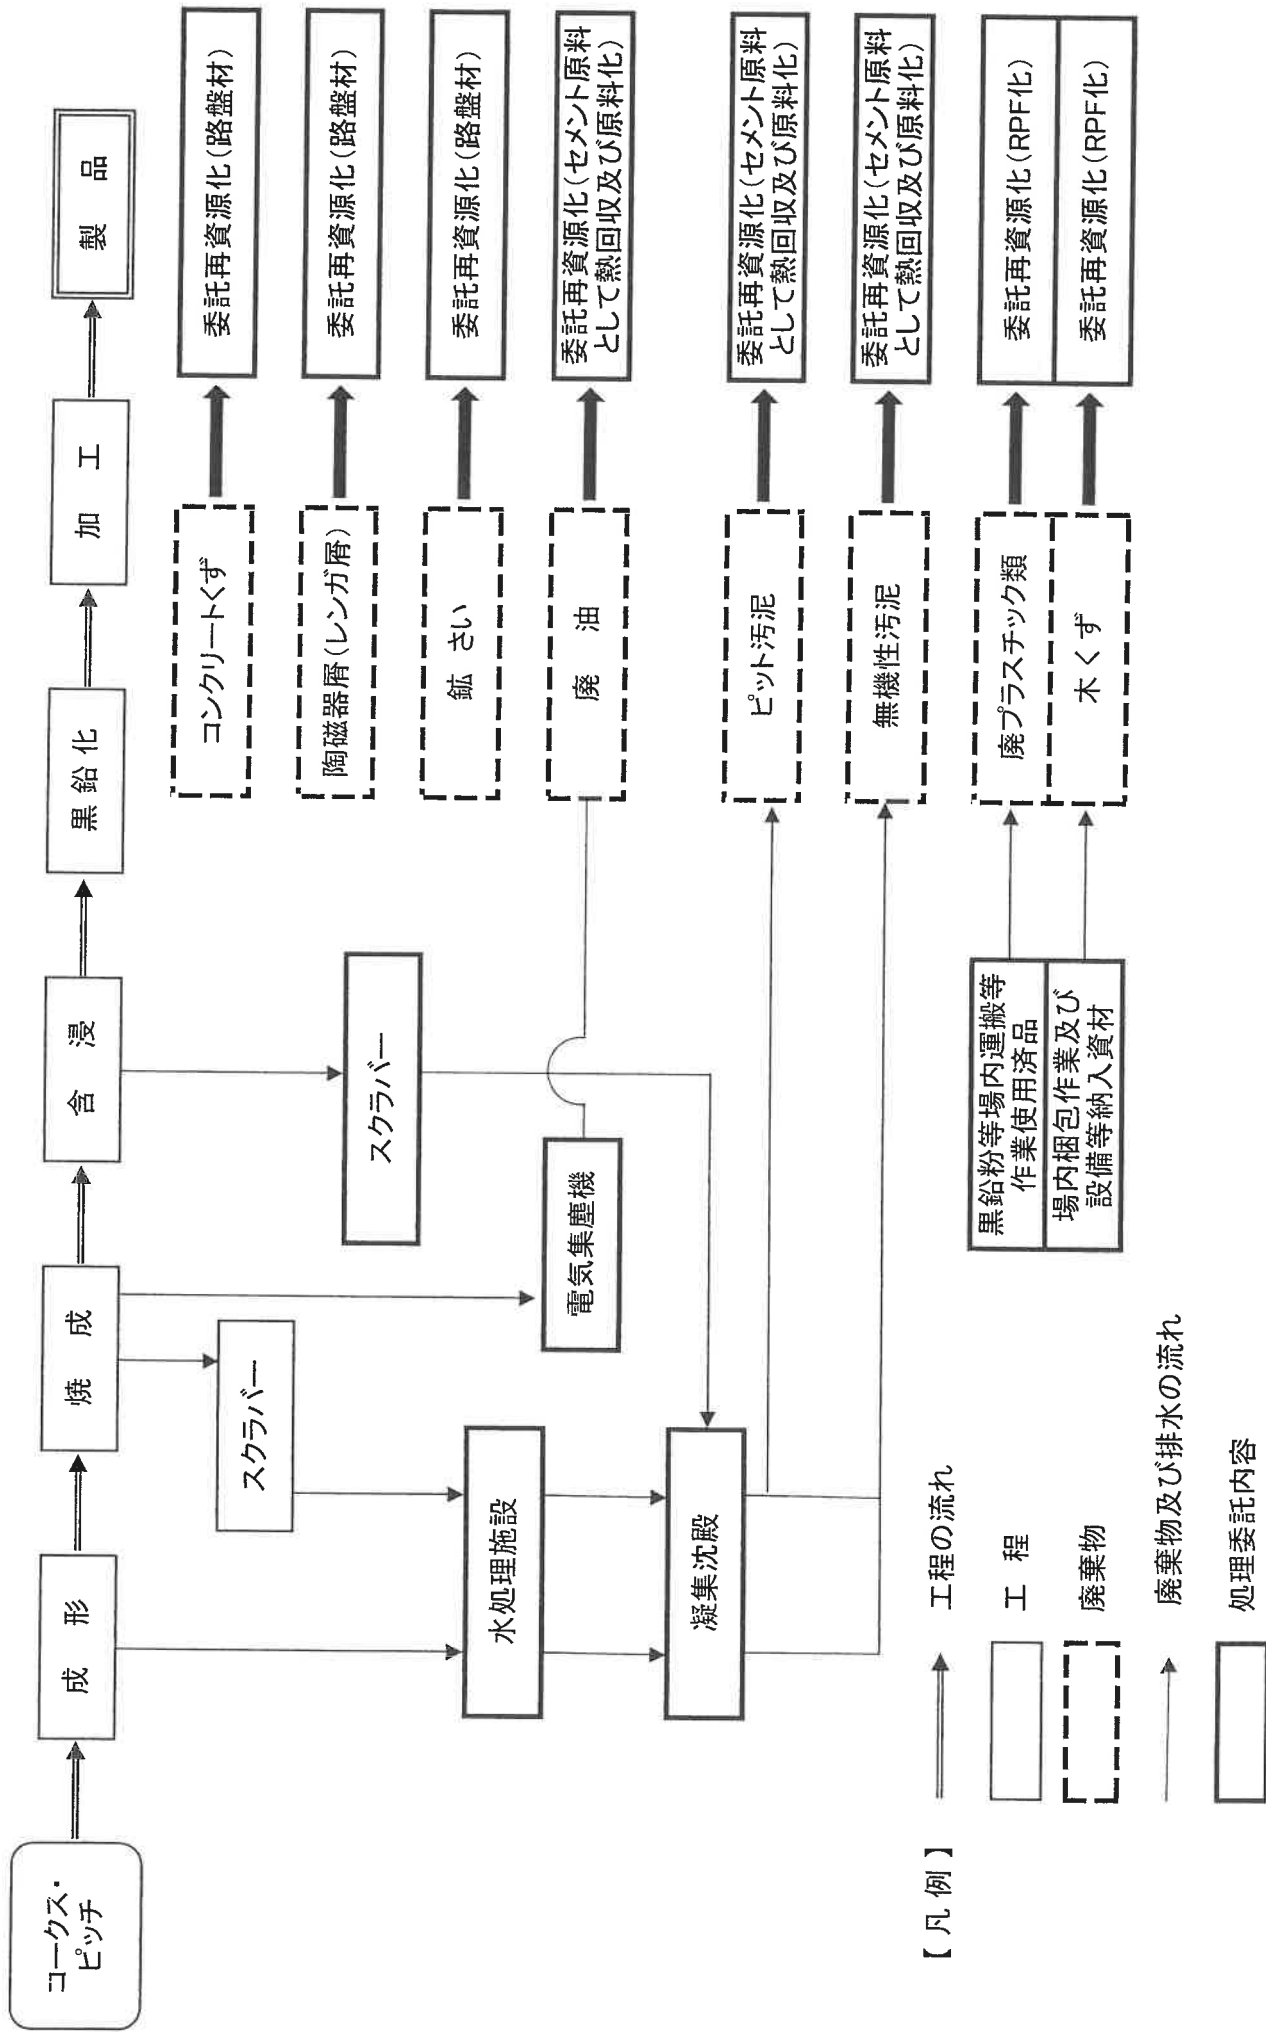 コークス・
ピッチ
成 形
焼 成
含 浸
黒 鉛 化
加 工
製 品
スクラバー
スクラバー
水処理施設
電気集塵機
凝集沈殿
コンクリートくず
委託再資源化(路盤材)
陶磁器屑(レンガ屑)
委託再資源化(路盤材)
鉱 さい
委託再資源化(路盤材)
廃 油
委託再資源化(セメント原料
として熱回収及び原料化)
ピット汚泥
委託再資源化(セメント原料
として熱回収及び原料化)
無機性汚泥
委託再資源化(セメント原料
として熱回収及び原料化)
黒鉛粉等場内運搬等
作業使用済品
廃プラスチック類
委託再資源化(RPF化)
場内梱包作業及び
設備等納入資材
木 く ず
委託再資源化(RPF化)
【 凡 例 】
工程の流れ
工 程
廃棄物
廃棄物及び排水の流れ
処理委託内容